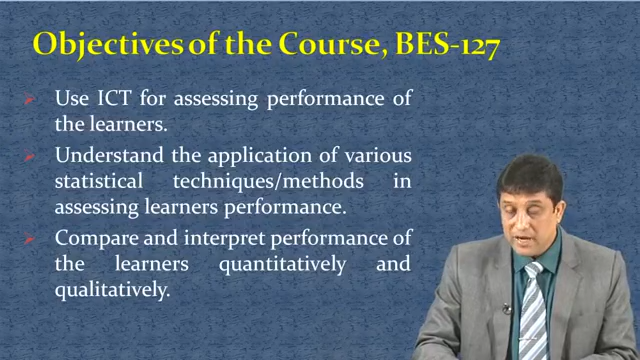 Objectives of the Course, BES-127
Use ICT for assessing performance of
the learners.
Understand the application of various
statistical techniques/methods in
assessing learners performance.
Compare and interpret performance of
the learners quantitatively and
qualitatively.